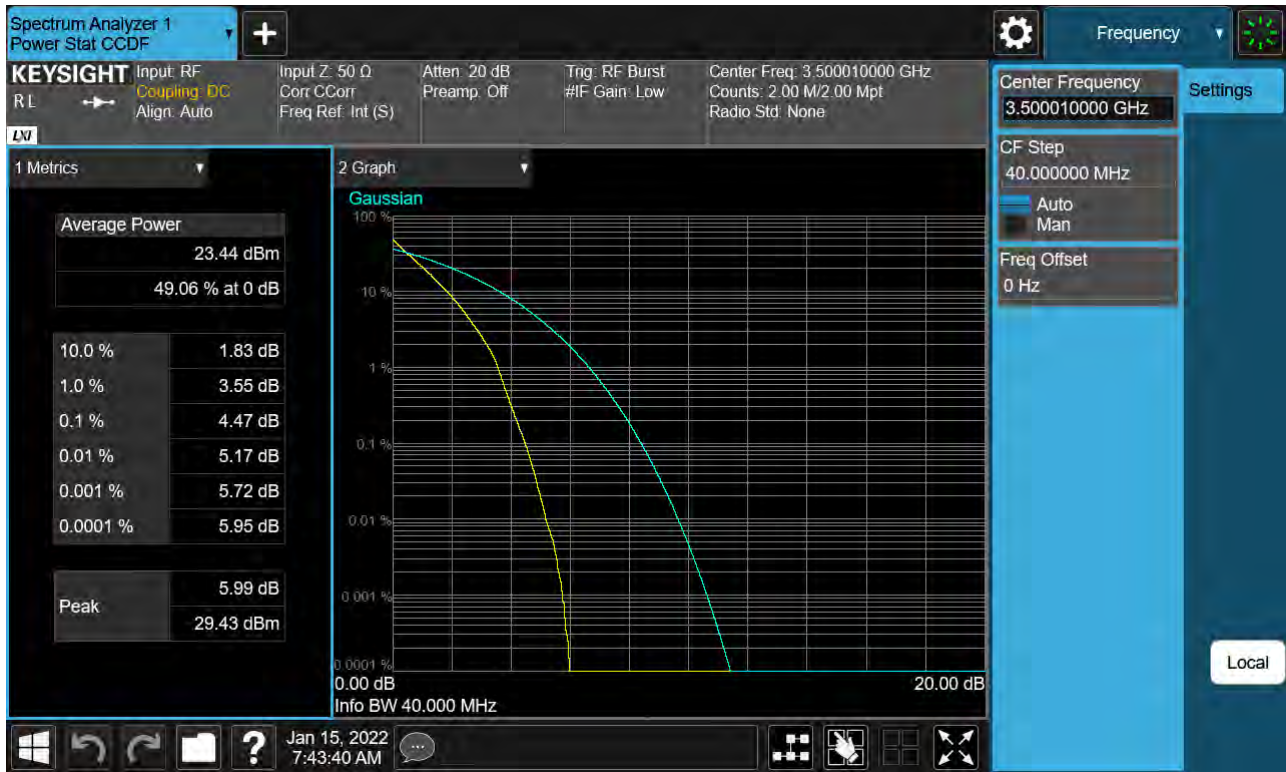 Spectrum Analyzer 1
Power Stat CCDF
Frequency
KEYSIGHT
RL
LXI
Input: RF
Coupling: DC
Align: Auto
Input Z: 50 Ω
Corr CCorr
Freq Ref: Int (S)
Atten: 20 dB
Preamp: Off
Trig: RF Burst
#IF Gain: Low
Center Freq: 3.500010000 GHz
Counts: 2.00 M/2.00 Mpt
Radio Std: None
Center Frequency
3.500010000 GHz
Settings
CF Step
40.000000 MHz
Auto
Man
Freq Offset
0 Hz
Local
1 Metrics
Average Power
23.44 dBm
49.06 % at 0 dB
10.0 % 1.83 dB
1.0 % 3.55 dB
0.1 % 4.47 dB
0.01 % 5.17 dB
0.001 % 5.72 dB
0.0001 % 5.95 dB
Peak
5.99 dB
29.43 dBm
2 Graph
Gaussian
100 %
10 %
1 %
0.1 %
0.01 %
0.001 %
0.0001 %
0.00 dB 20.00 dB
Info BW 40.000 MHz
?
Jan 15, 2022
7:43:40 AM